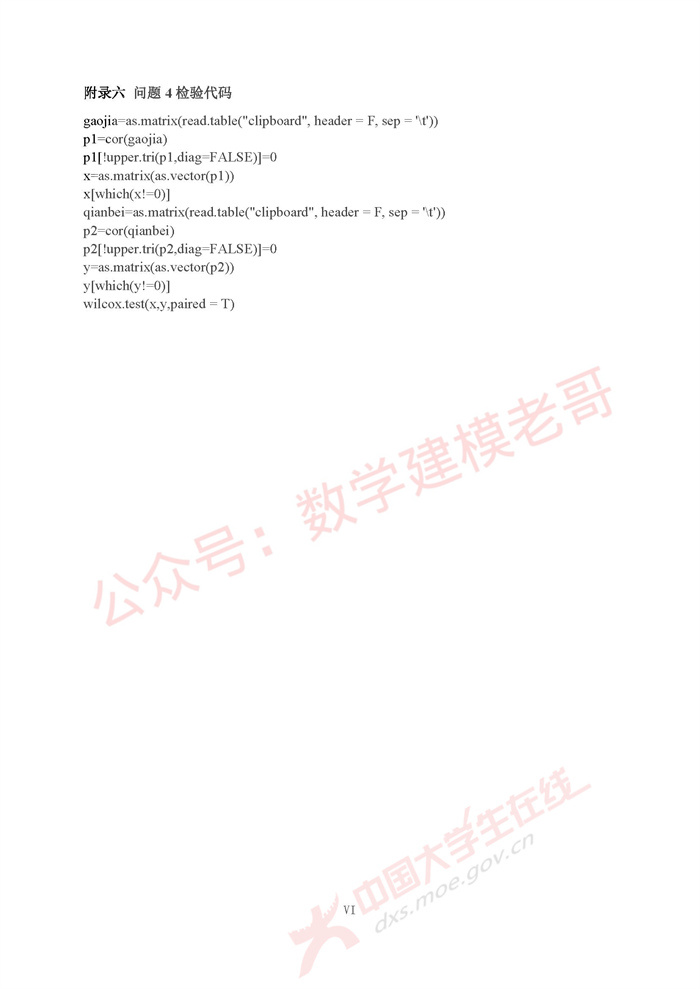 附录六 问题 4 检验代码
gaojia=as.matrix(read.table("clipboard", header = F, sep = '\t'))
p1=cor(gaojia)
p1[!upper.tri(p1,diag=FALSE)]=0
x=as.matrix(as.vector(p1))
x[which(x!=0)]
qianbei=as.matrix(read.table("clipboard", header = F, sep = '\t'))
p2=cor(qianbei)
p2[!upper.tri(p2,diag=FALSE)]=0
y=as.matrix(as.vector(p2))
y[which(y!=0)]
wilcox.test(x,y,paired = T)
公众号：数学建模老哥
中国大学生在线
dxs.moe.gov.cn
VI